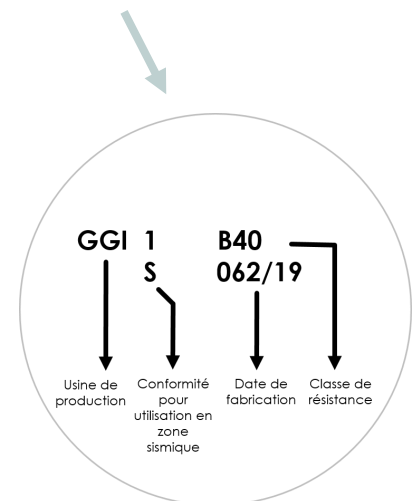 GGI 1 B40
S 062/19
Usine de production
Conformité pour utilisation en zone sismique
Date de fabrication
Classe de résistance